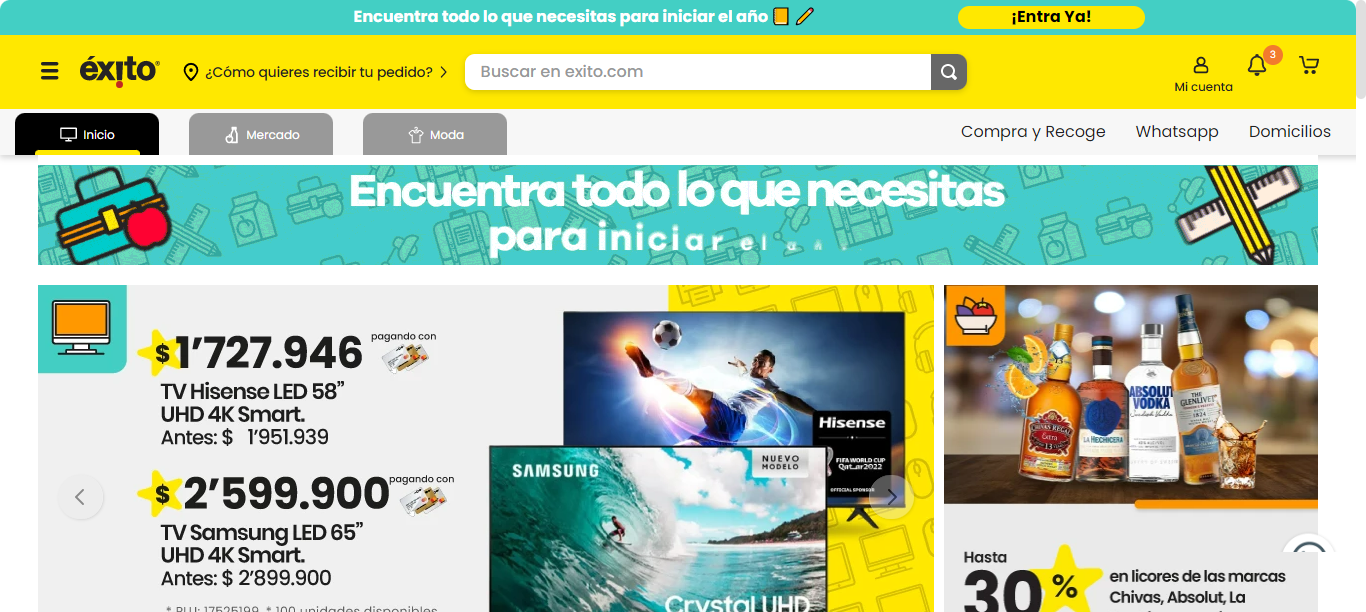 Encuentra todo lo que necesitas para iniciar el año
¡Entra Ya!
éxito
¿Cómo quieres recibir tu pedido?
Buscar en exito.com
3
Mi cuenta
Inicio
Mercado
Moda
Compra y Recoge
Whatsapp
Domicilios
Encuentra todo lo que necesitas
para iniciar el
$ 1’727.946
pagando con
TV Hisense LED 58”
UHD 4K Smart.
Antes: $ 1’951.939
$ 2’599.900
pagando con
TV Samsung LED 65”
UHD 4K Smart.
Antes: $ 2’899.900
* PLU: 17525199. * 100 unidades disponibles
Hisense
FIFA WORLD CUP
Qatar2022
OFFICIAL SPONSOR
SAMSUNG
NUEVO
MODELO
Crystal UHD
CHIVAS REGAL
Extra
13
LA HECHICERA
ABSOLUT
VODKA
THE
GLENLIVET
1824
Hasta
30%
en licores de las marcas
Chivas, Absolut, La